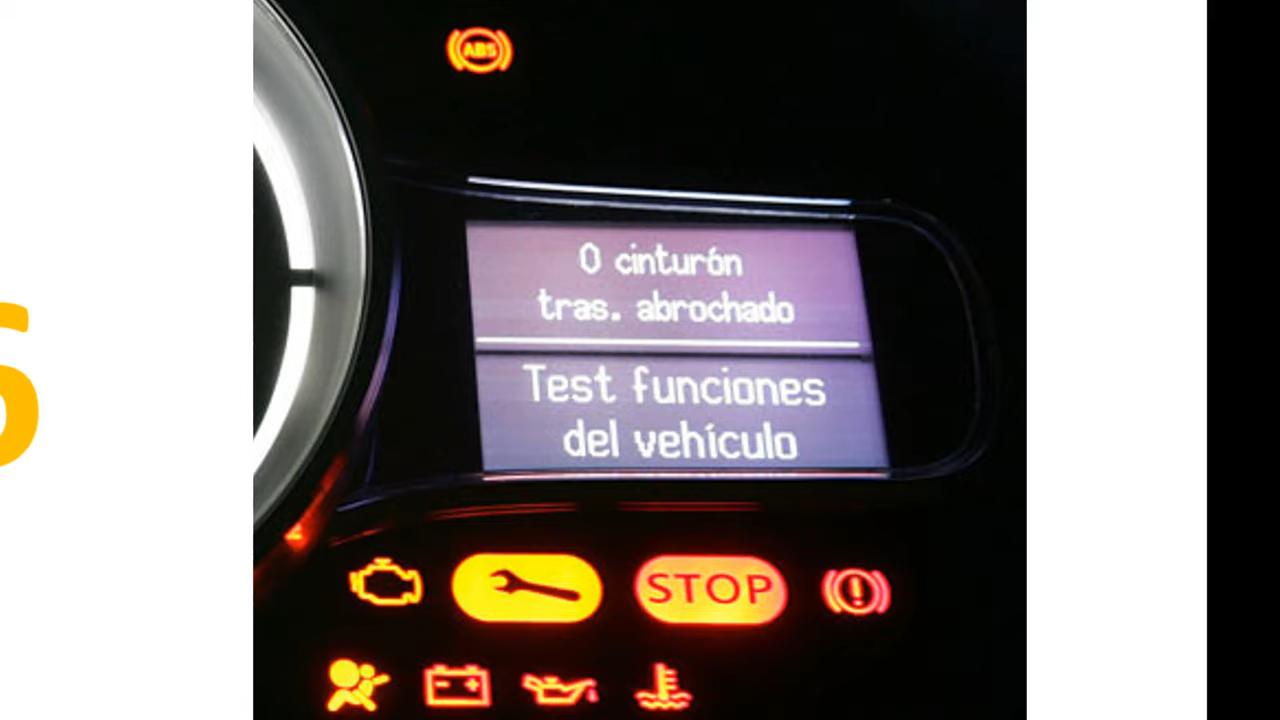 ABS
0 cinturón
tras. abrochado
Test funciones
del vehículo
STOP